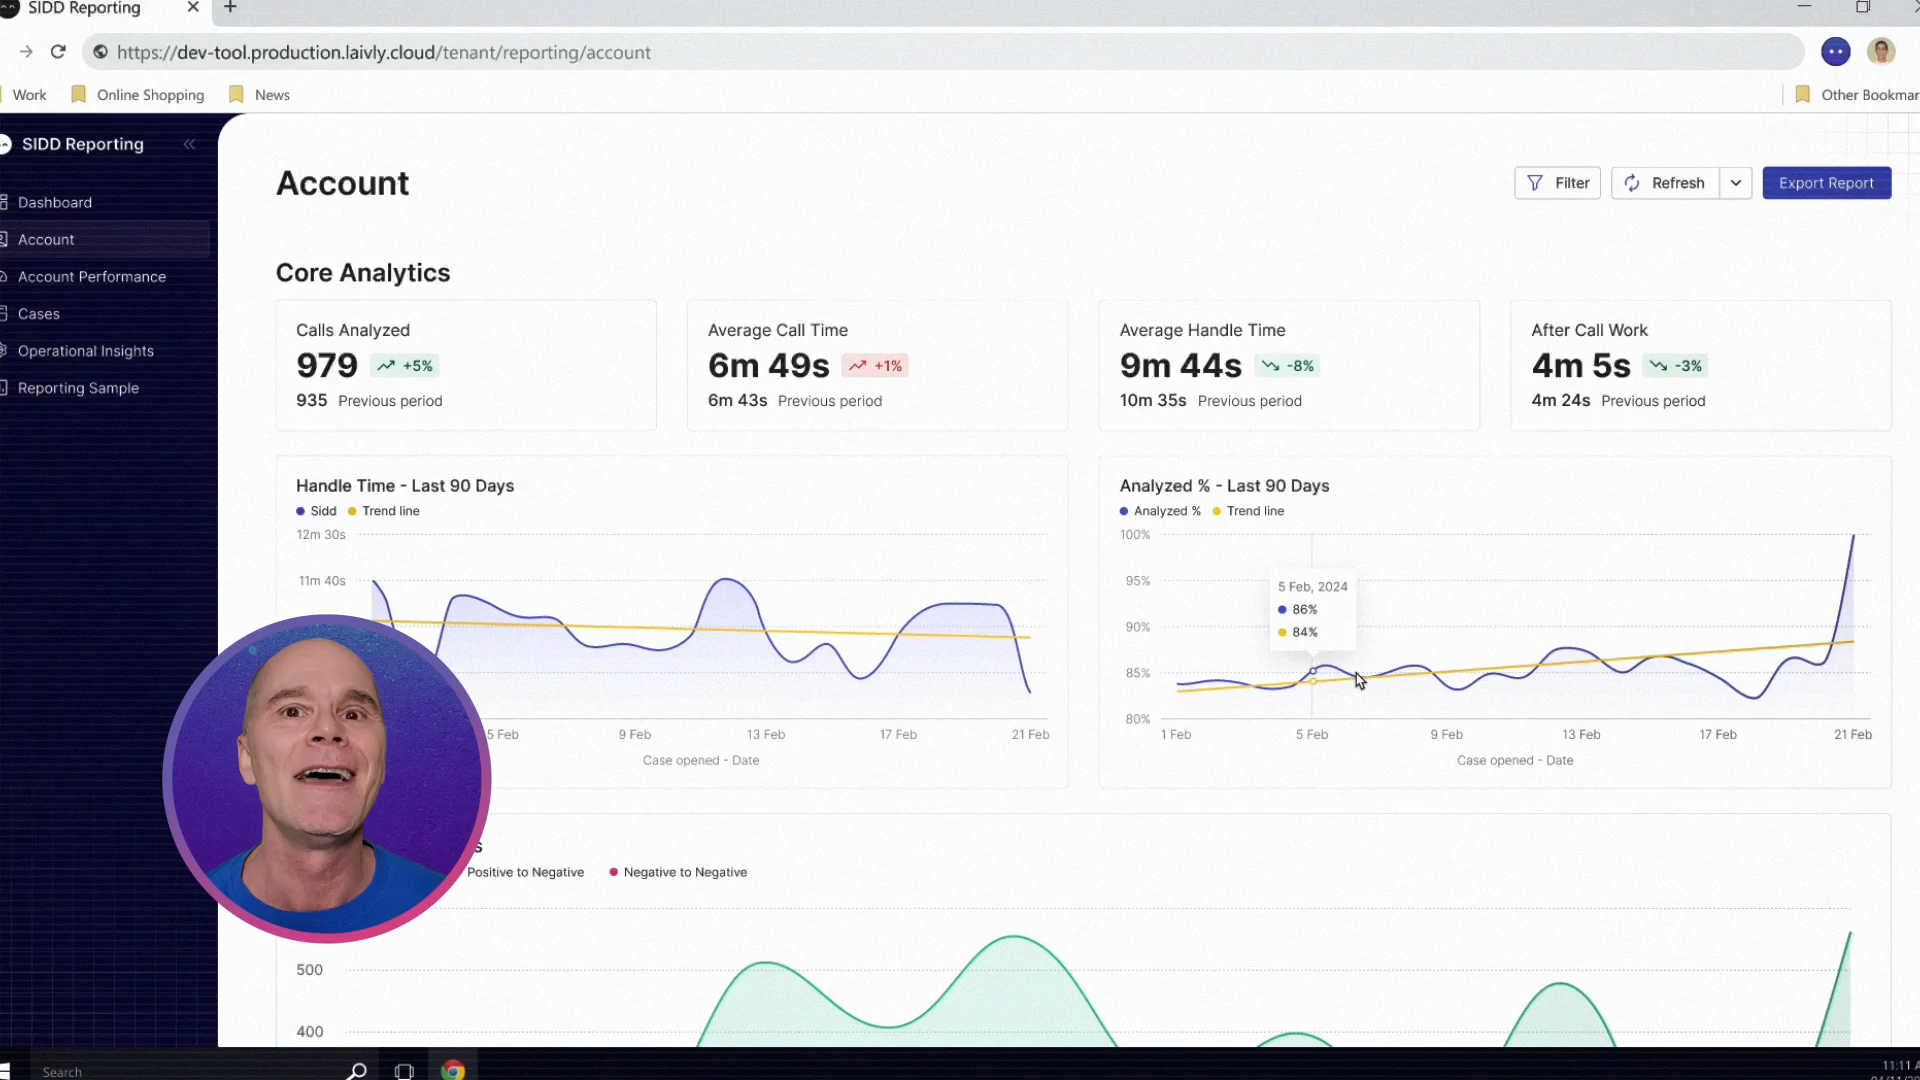 SIDD Reporting
https://dev-tool.production.laivly.cloud/tenant/reporting/account
Work Online Shopping News Other Bookmar
SIDD Reporting
Dashboard
Account
Account Performance
Cases
Operational Insights
Reporting Sample
Account
Filter Refresh Export Report
Core Analytics
Calls Analyzed
979 +5%
935 Previous period
Average Call Time
6m 49s +1%
6m 43s Previous period
Average Handle Time
9m 44s -8%
10m 35s Previous period
After Call Work
4m 5s -3%
4m 24s Previous period
Handle Time - Last 90 Days
Sidd Trend line
12m 30s
11m 40s
5 Feb 9 Feb 13 Feb 17 Feb 21 Feb
Case opened - Date
Analyzed % - Last 90 Days
Analyzed % Trend line
100%
95%
90%
85%
80%
5 Feb, 2024
86%
84%
1 Feb 5 Feb 9 Feb 13 Feb 17 Feb 21 Feb
Case opened - Date
s
Positive to Negative Negative to Negative
500
400
Search
11:11 A